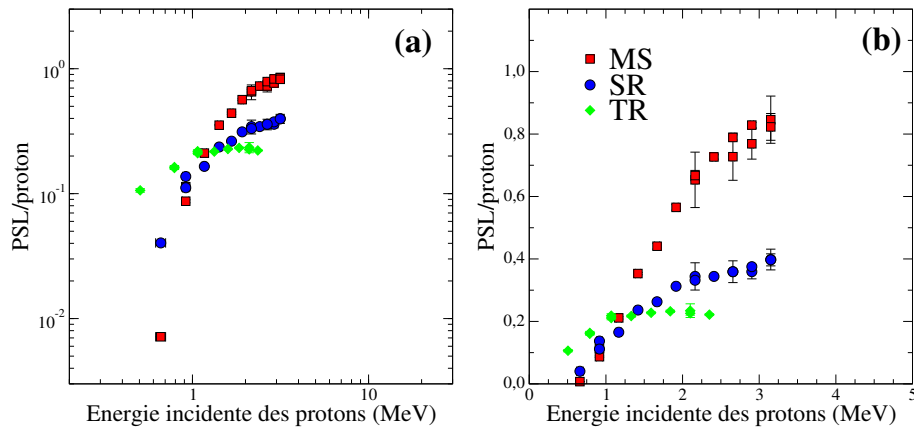 (a)
PSL/proton
10^0
10^-1
10^-2
1
10
Energie incidente des protons (MeV)
(b)
MS
SR
TR
PSL/proton
1,0
0,8
0,6
0,4
0,2
0,0
0
1
2
3
4
5
Energie incidente des protons (MeV)